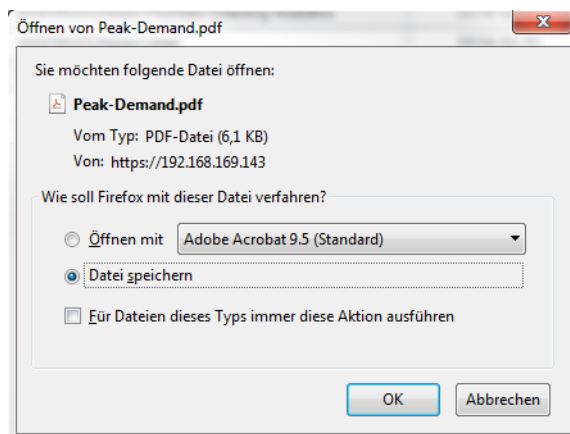 Öffnen von Peak-Demand.pdf
Sie möchten folgende Datei öffnen:
Peak-Demand.pdf
Vom Typ: PDF-Datei (6,1 KB)
Von: https://192.168.169.143
Wie soll Firefox mit dieser Datei verfahren?
Öffnen mit Adobe Acrobat 9.5 (Standard)
Datei speichern
Für Dateien dieses Typs immer diese Aktion ausführen
OK Abbrechen